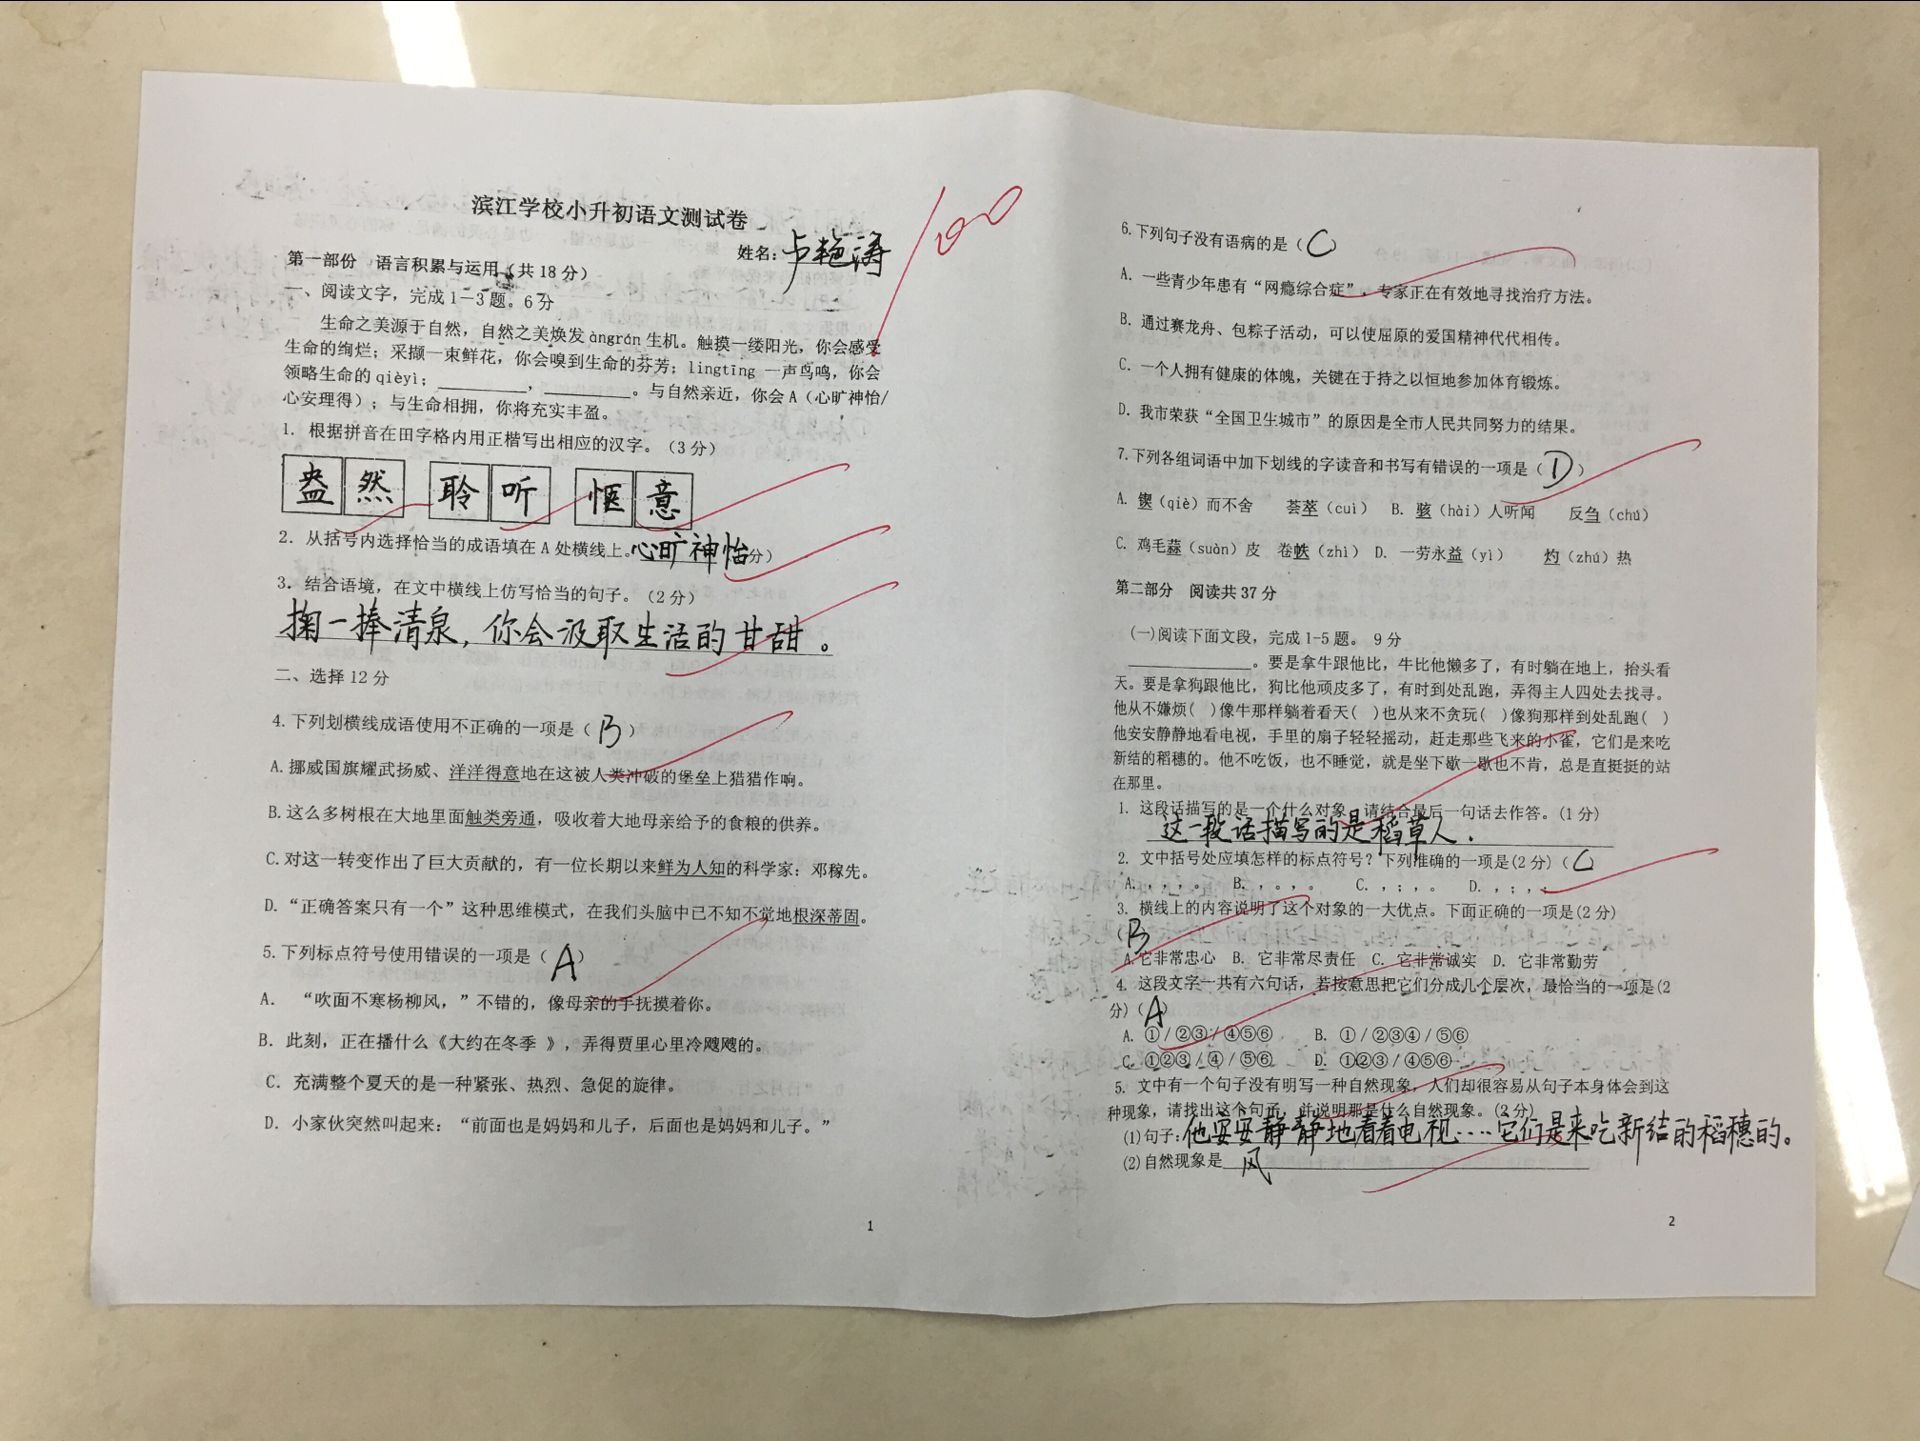 滨江学校小升初语文测试卷
姓名：卢艳涛
100
第一部份 语言积累与运用（共18分）
一、阅读文字，完成1－3题。6分
生命之美源于自然，自然之美焕发àngrán生机。触摸一缕阳光，你会感受
生命的绚烂；采撷一束鲜花，你会嗅到生命的芬芳；lingtīng 一声鸟鸣，你会
领略生命的qièyì；__________，__________。与自然亲近，你会A（心旷神怡/
心安理得）；与生命相拥，你将充实丰盈。
1. 根据拼音在田字格内用正楷写出相应的汉字。（3分）
盎然 聆听 惬意
2. 从括号内选择恰当的成语填在A处横线上。心旷神怡分）
3. 结合语境，在文中横线上仿写恰当的句子。（2分）
掬一捧清泉，你会汲取生活的甘甜。
二、选择12分
4.下列划横线成语使用不正确的一项是（B）
A.挪威国旗耀武扬威、洋洋得意地在这被人类冲破的堡垒上猎猎作响。
B.这么多树根在大地里面触类旁通，吸收着大地母亲给予的食粮的供养。
C.对这一转变作出了巨大贡献的，有一位长期以来鲜为人知的科学家：邓稼先。
D.“正确答案只有一个”这种思维模式，在我们头脑中已不知不觉地根深蒂固。
5.下列标点符号使用错误的一项是（A）
A. “吹面不寒杨柳风，”不错的，像母亲的手抚摸着你。
B. 此刻，正在播什么《大约在冬季 》，弄得贾里心里冷飕飕的。
C. 充满整个夏天的是一种紧张、热烈、急促的旋律。
D. 小家伙突然叫起来：“前面也是妈妈和儿子，后面也是妈妈和儿子。”
1
6.下列句子没有语病的是（C
A. 一些青少年患有“网瘾综合症”，专家正在有效地寻找治疗方法。
B. 通过赛龙舟、包粽子活动，可以使屈原的爱国精神代代相传。
C. 一个人拥有健康的体魄，关键在于持之以恒地参加体育锻炼。
D. 我市荣获“全国卫生城市”的原因是全市人民共同努力的结果。
7.下列各组词语中加下划线的字读音和书写有错误的一项是（D）
A. 锲（qiè）而不舍 荟萃（cuì） B. 骇（hài）人听闻 反刍（chú）
C. 鸡毛蒜（suàn）皮 卷帙（zhì） D. 一劳永益（yì） 灼（zhú）热
第二部分 阅读共37分
(一)阅读下面文段，完成1-5题。 9分
______________。要是拿牛跟他比，牛比他懒多了，有时躺在地上，抬头看
天。要是拿狗跟他比，狗比他顽皮多了，有时到处乱跑，弄得主人四处去找寻。
他从不嫌烦( )像牛那样躺着看天( )也从来不贪玩( )像狗那样到处乱跑( )
他安安静静地看电视，手里的扇子轻轻摇动，赶走那些飞来的小雀，它们是来吃
新结的稻穗的。他不吃饭，也不睡觉，就是坐下歇一歇也不肯，总是直挺挺的站
在那里。
1. 这段话描写的是一个什么对象，请结合最后一句话去作答。(1分)
这一段话描写的是稻草人.
2. 文中括号处应填怎样的标点符号？下列准确的一项是(2分)（C
A. ，，，。 B. ，。，。 C. ，；，。 D. ，；，；
3. 横线上的内容说明了这个对象的一大优点。下面正确的一项是(2分)
（B
A.它非常忠心 B. 它非常尽责任 C. 它非常诚实 D. 它非常勤劳
4. 这段文字一共有六句话，若按意思把它们分成几个层次，最恰当的一项是(2
分)（A）
A. ①/②③/④⑤⑥ B. ①/②③④/⑤⑥
C. ①②③/④/⑤⑥ D. ①②③/④⑤⑥
5. 文中有一个句子没有明写一种自然现象，人们却很容易从句子本身体会到这
种现象，请找出这个句子，并说明那是什么自然现象。(2分)
(1)句子：他安安静静地看着电视……它们是来吃新结的稻穗的。
(2)自然现象是 风
2